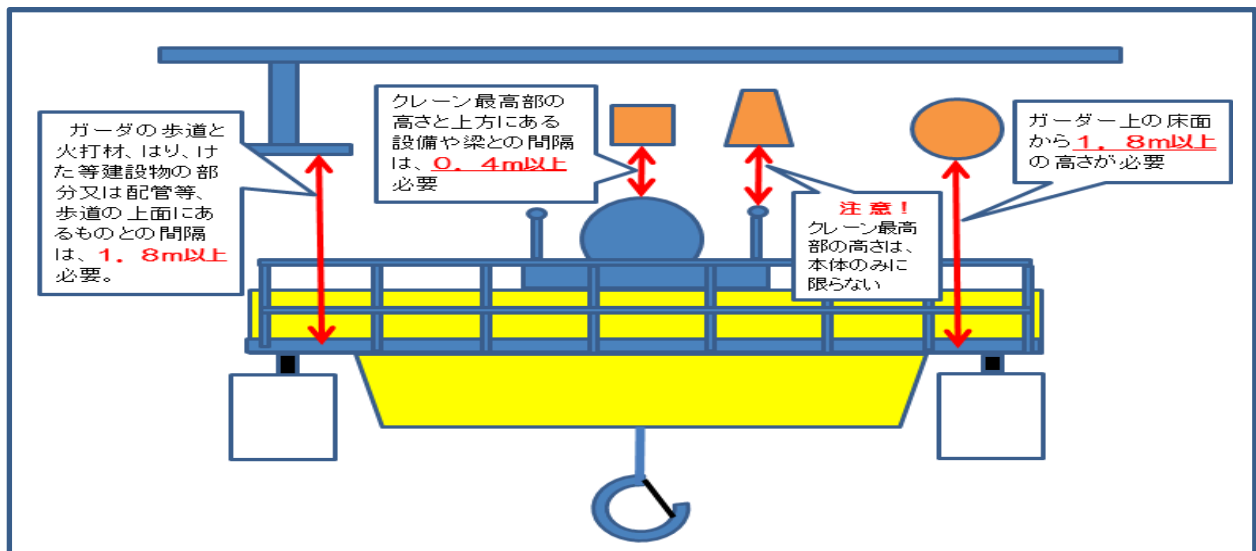 ガーダの歩道と
火打材、はり、け
た等建設物の部
分又は配管等、
歩道の上面にあ
るものとの間隔
は、1．8m以上
必要。
クレーン最高部の
高さと上方にある
設備や梁との間隔
は、0．4m以上
必要
注意！
クレーン最高
部の高さは、
本体のみに
限らない
ガーダー上の床面
から1．8m以上
の高さが必要